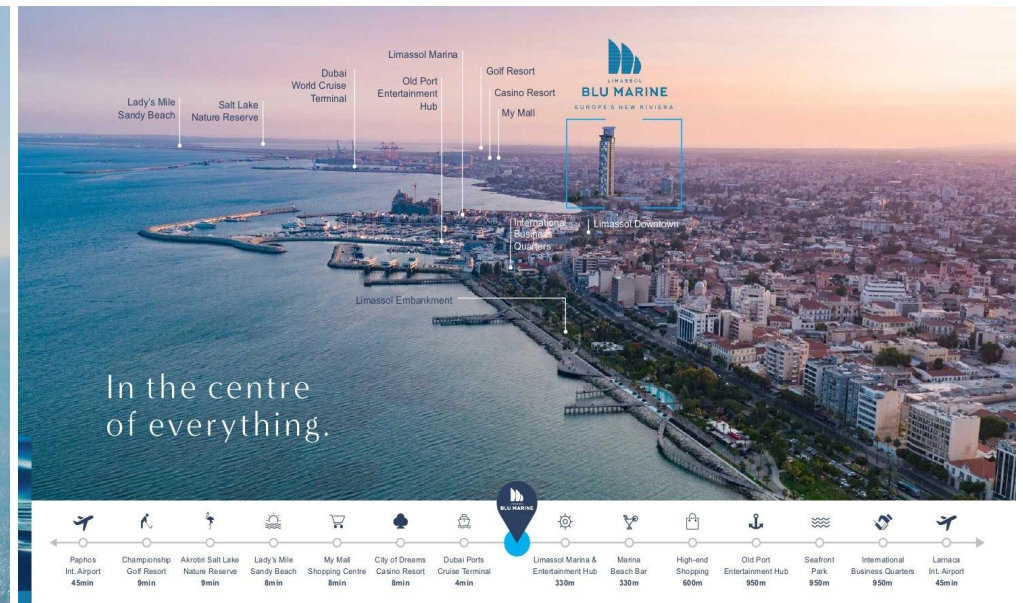 Limassol Marina
Dubai
World Cruise
Terminal
Old Port
Entertainment
Hub
Golf Resort
Casino Resort
My Mall
Lady's Mile
Sandy Beach
Salt Lake
Nature Reserve
LIMASSOL
BLU MARINE
EUROPE'S NEW RIVIERA
International
Business
Quarters
Limassol Downtown
Limassol Embankment
In the centre
of everything.
LIMASSOL
BLU MARINE
Paphos
Int. Airport
45min
Championship
Golf Resort
9min
Akrotiri Salt Lake
Nature Reserve
9min
Lady's Mile
Sandy Beach
8min
My Mall
Shopping Centre
8min
City of Dreams
Casino Resort
8min
Dubai Ports
Cruise Terminal
4min
Limassol Marina &
Entertainment Hub
330m
Marina
Beach Bar
330m
High-end
Shopping
600m
Old Port
Entertainment Hub
950m
Seafront
Park
950m
International
Business Quarters
950m
Larnaca
Int. Airport
45min